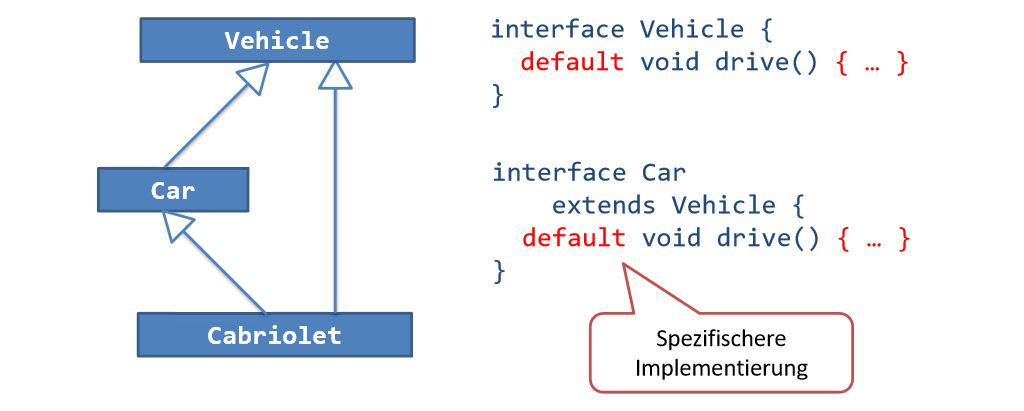 Vehicle
Car
Cabriolet
interface Vehicle {
  default void drive() { … }
}
interface Car
    extends Vehicle {
  default void drive() { … }
}
Spezifischere
Implementierung